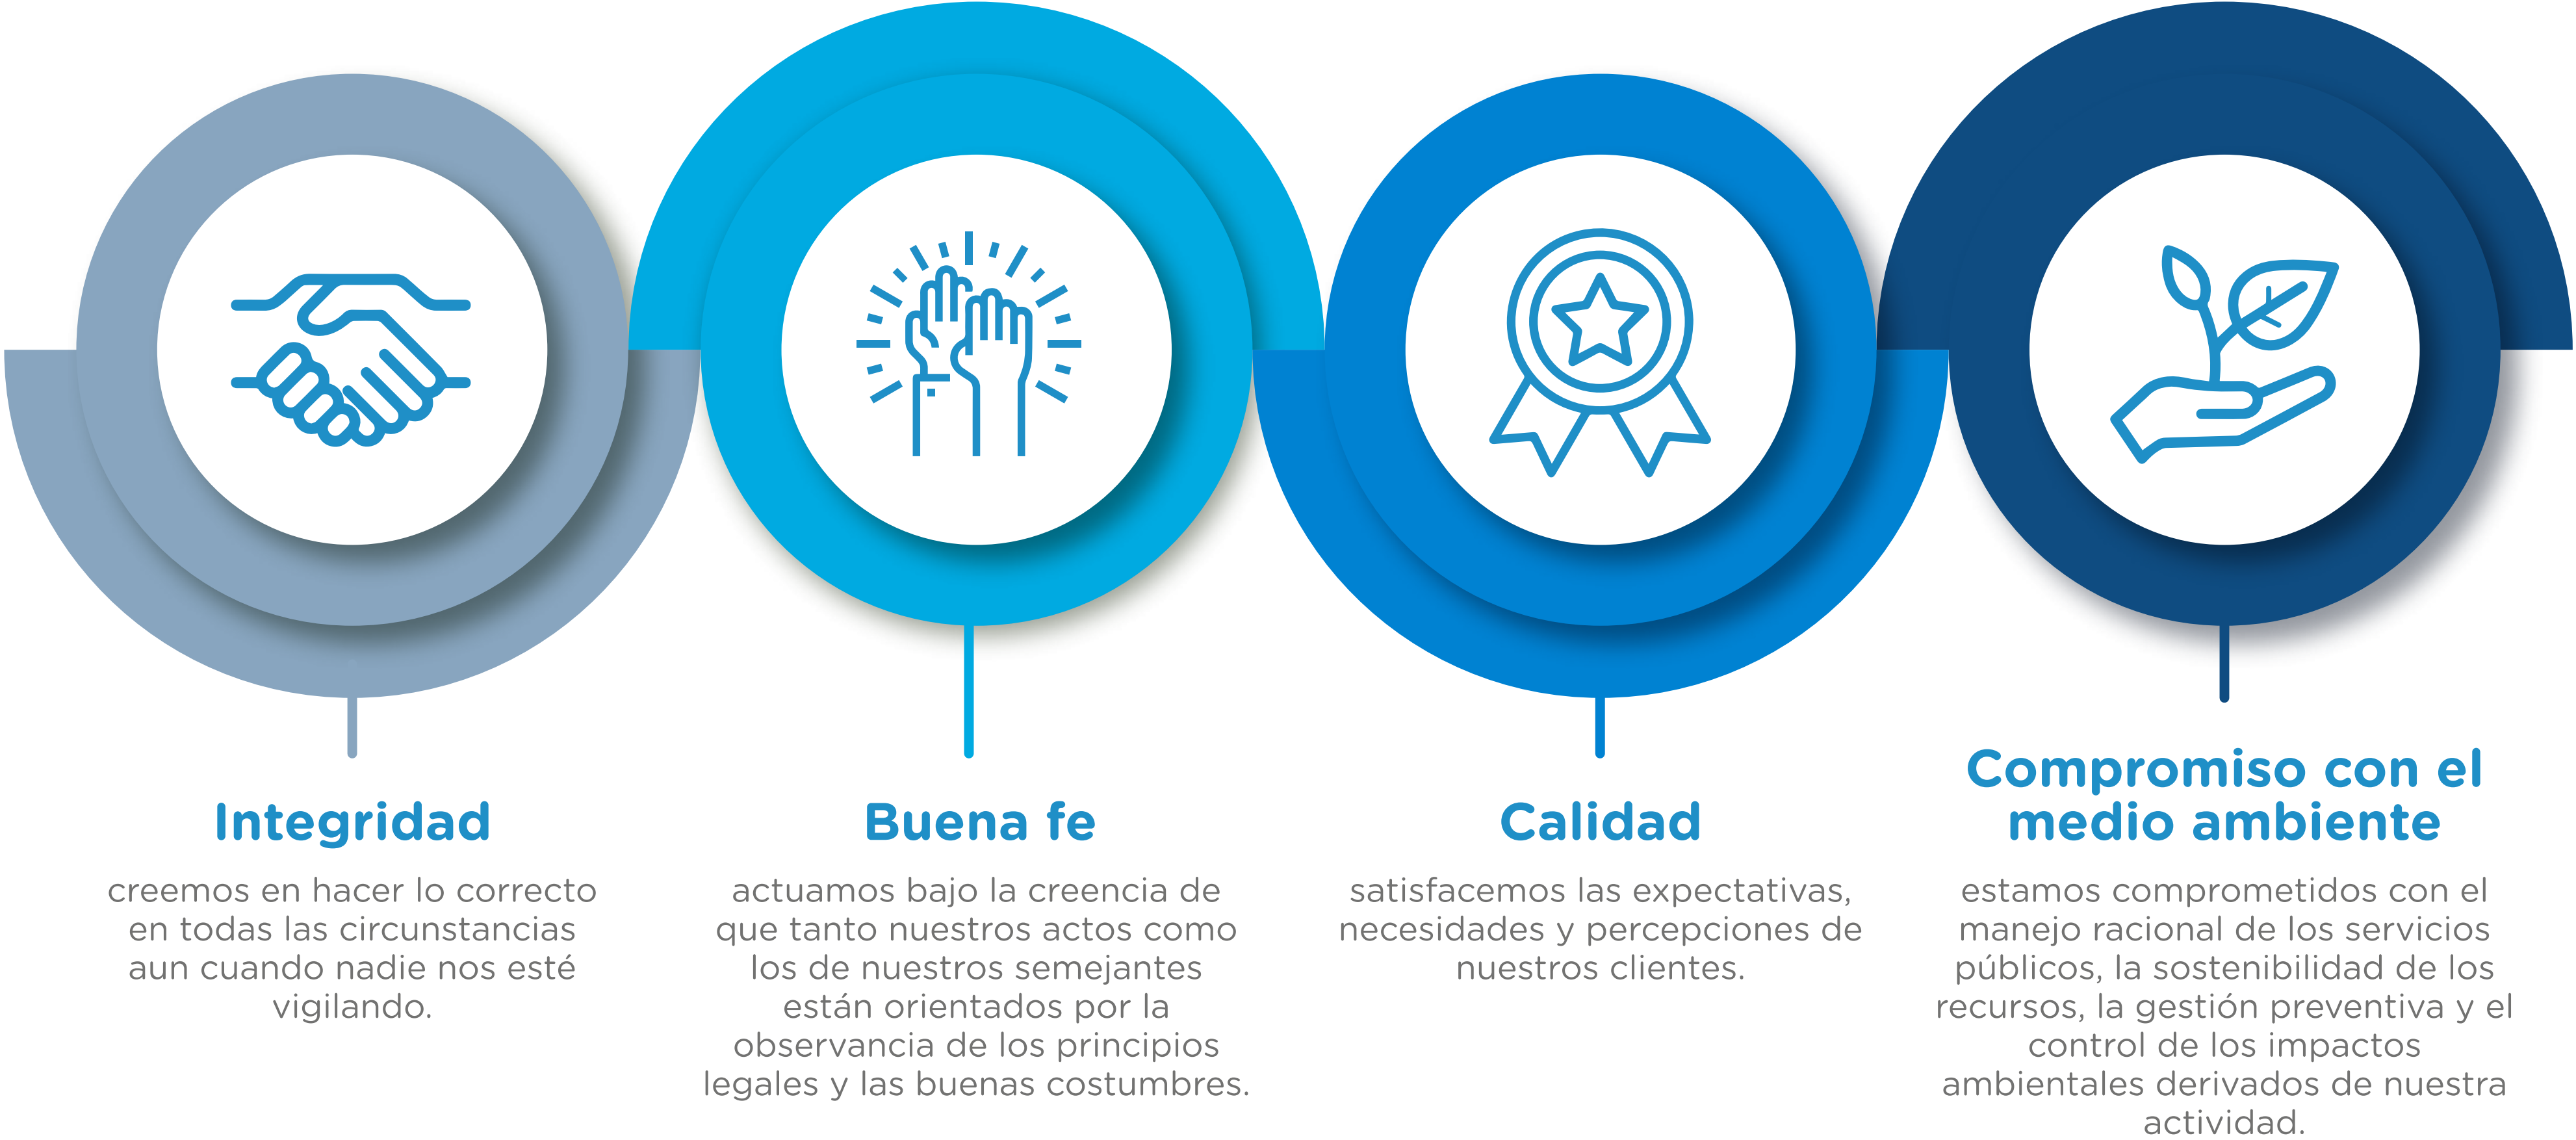 Integridad
creemos en hacer lo correcto
en todas las circunstancias
aun cuando nadie nos esté
vigilando.
Buena fe
actuamos bajo la creencia de
que tanto nuestros actos como
los de nuestros semejantes
están orientados por la
observancia de los principios
legales y las buenas costumbres.
Calidad
satisfacemos las expectativas,
necesidades y percepciones de
nuestros clientes.
Compromiso con el
medio ambiente
estamos comprometidos con el
manejo racional de los servicios
públicos, la sostenibilidad de los
recursos, la gestión preventiva y el
control de los impactos
ambientales derivados de nuestra
actividad.